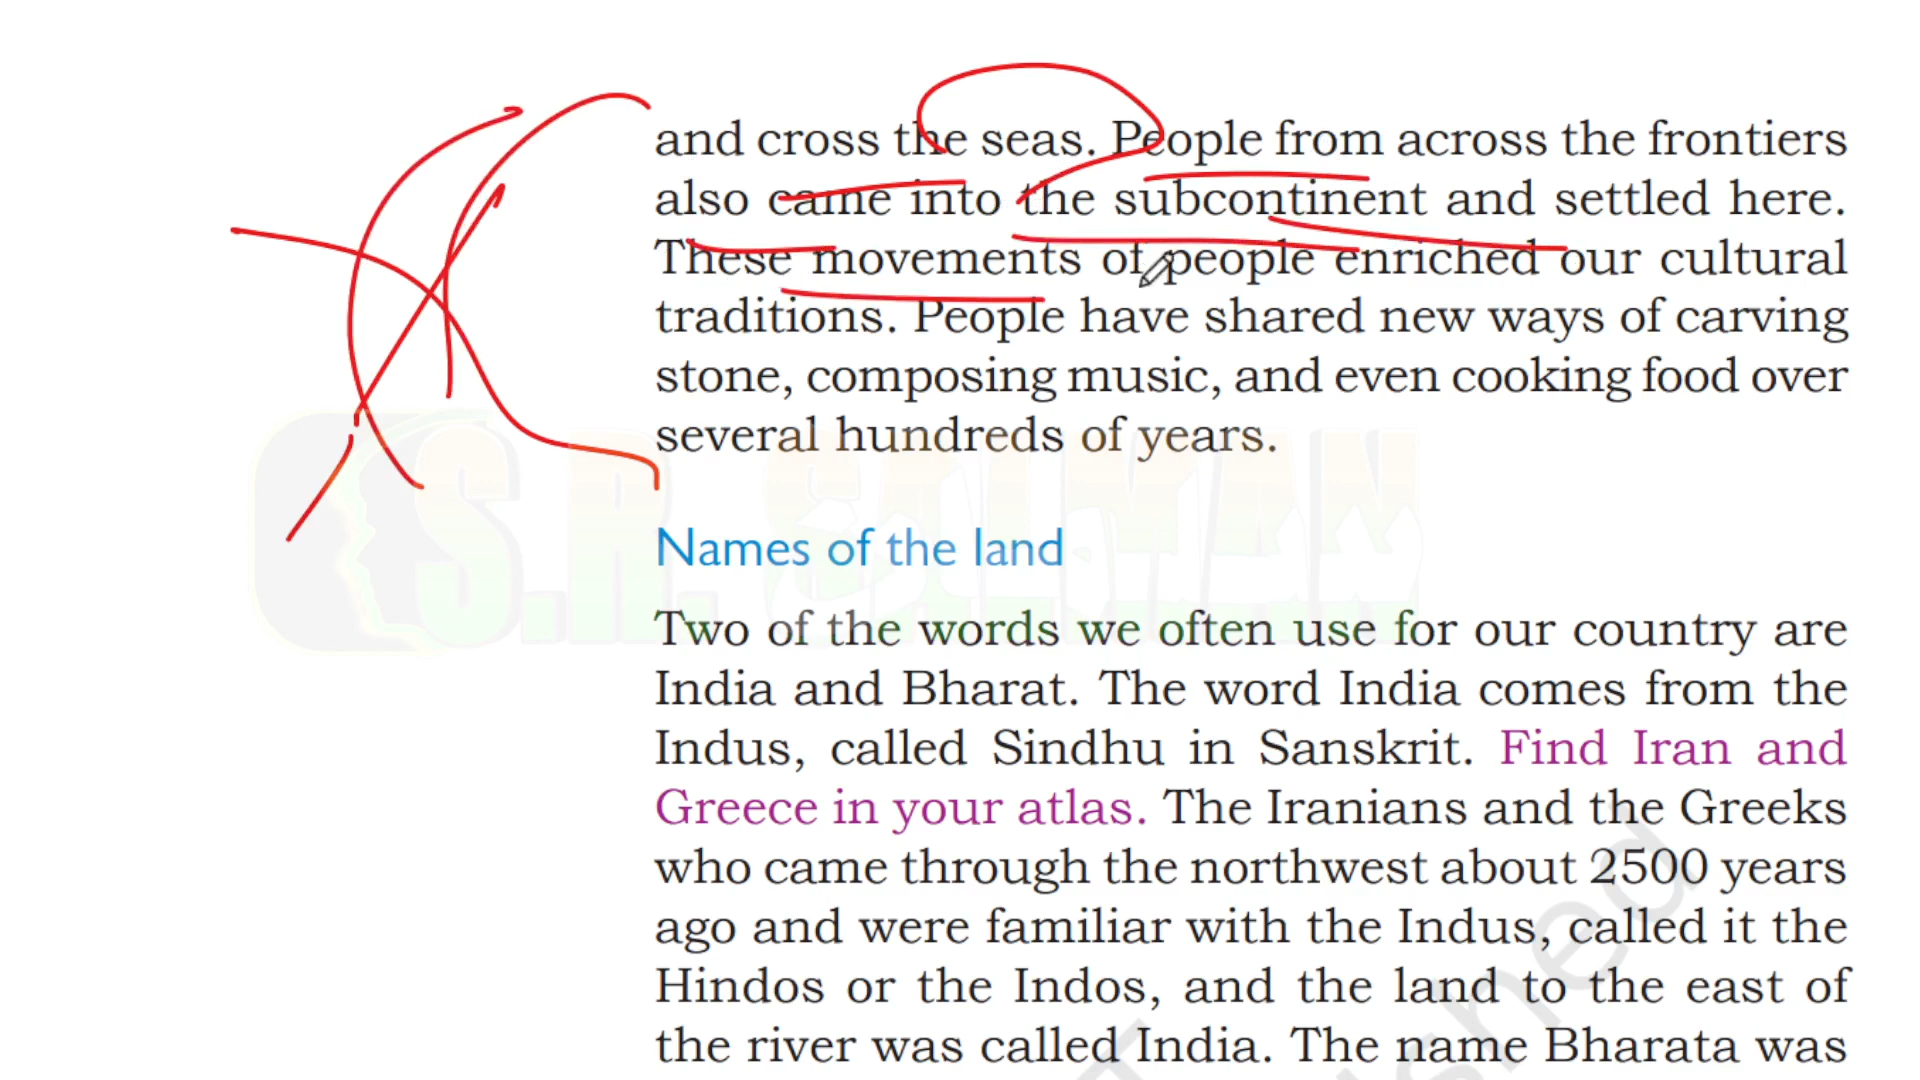 and cross the seas. People from across the frontiers
also came into the subcontinent and settled here.
These movements of people enriched our cultural
traditions. People have shared new ways of carving
stone, composing music, and even cooking food over
several hundreds of years.
S.R. SALMAN
Names of the land
Two of the words we often use for our country are
India and Bharat. The word India comes from the
Indus, called Sindhu in Sanskrit. Find Iran and
Greece in your atlas. The Iranians and the Greeks
who came through the northwest about 2500 years
ago and were familiar with the Indus, called it the
Hindos or the Indos, and the land to the east of
the river was called India. The name Bharata was